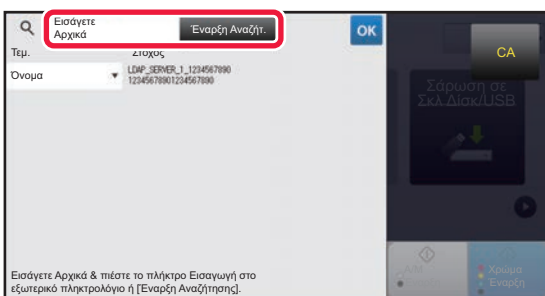 Εισάγετε
Αρχικά
Έναρξη Αναζήτ.
OK
CA
Τεμ.
Στόχος
Όνομα
LDAP_SERVER_1_1234567890
12345678901234567890
Σάρωση σε
Σκλ Δίσκ/USB
Α/Μ
Έναρξη
Χρώμα
Έναρξη
Εισάγετε Αρχικά & πιέστε το πλήκτρο Εισαγωγή στο
εξωτερικό πληκτρολόγιο ή [Έναρξη Αναζήτησης].